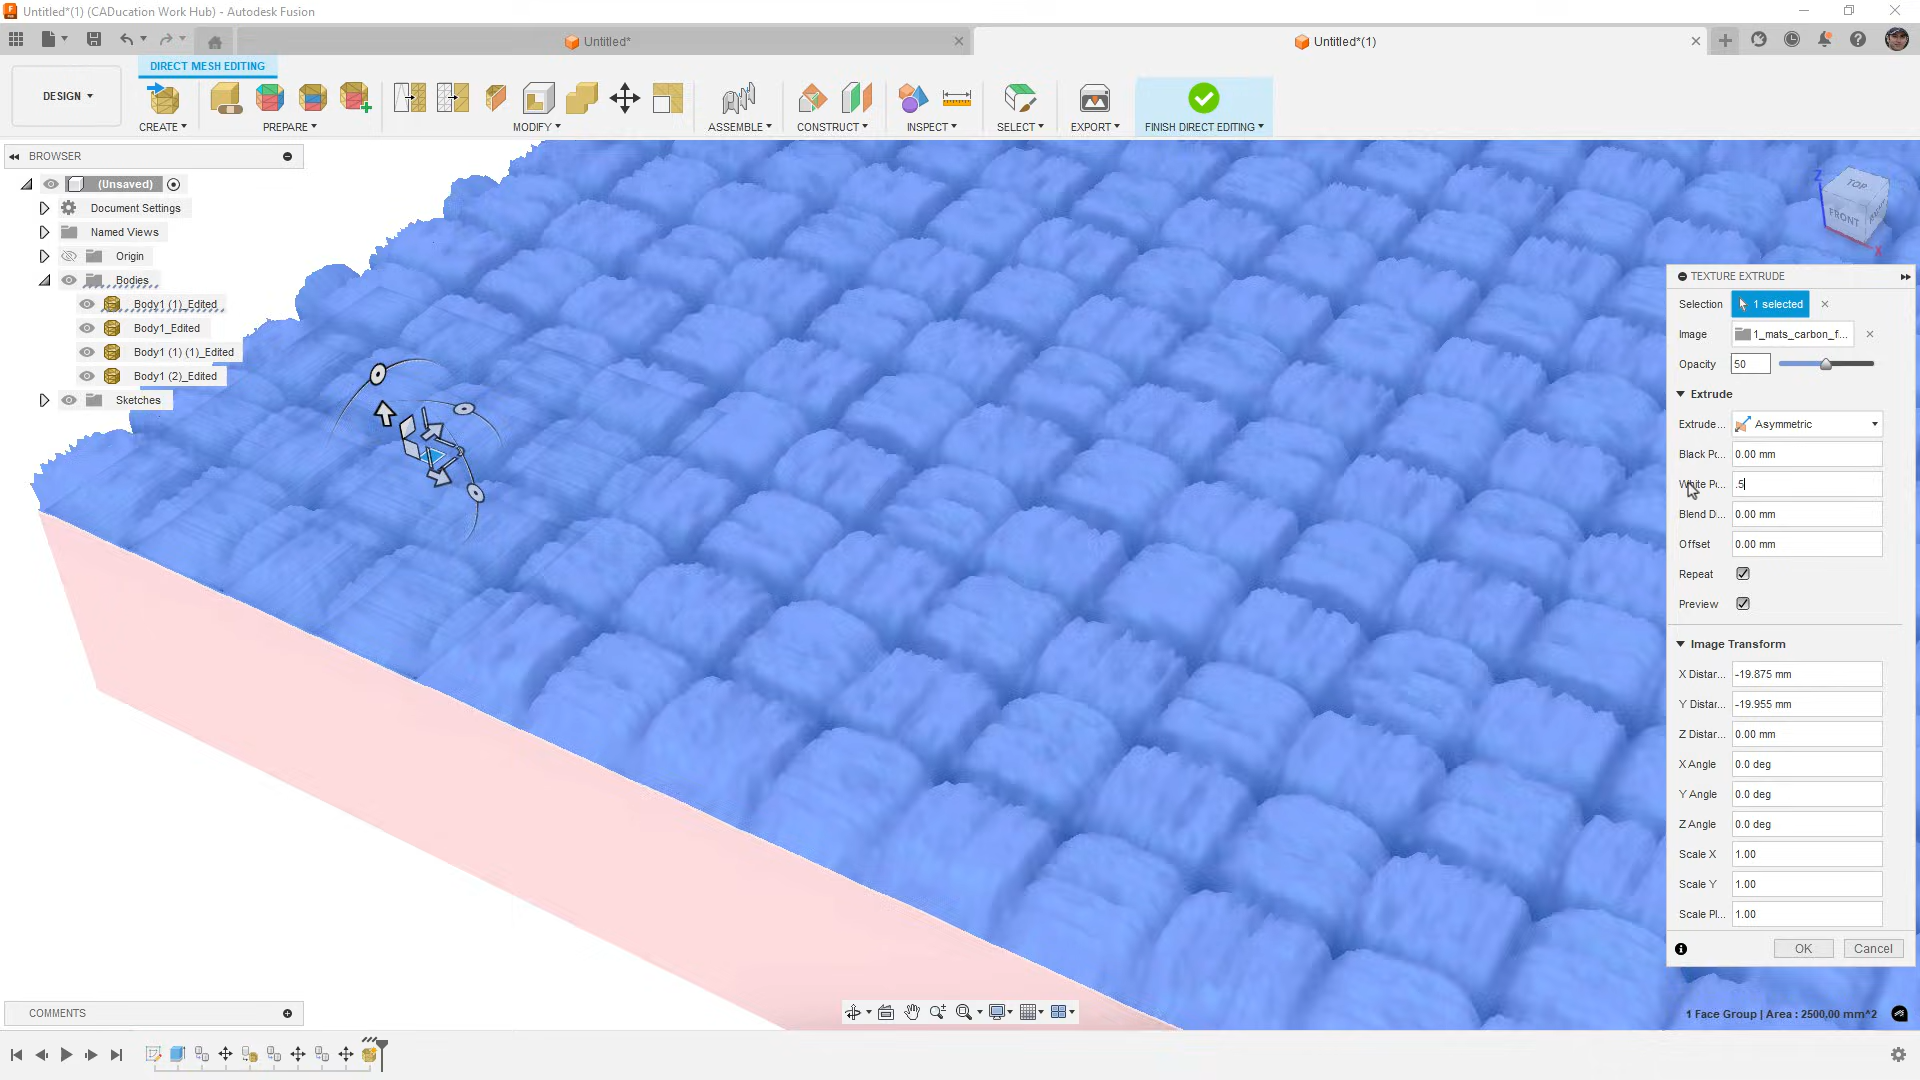 Untitled*(1) (CADucation Work Hub) - Autodesk Fusion
Untitled*
Untitled*(1)
DIRECT MESH EDITING
DESIGN
CREATE
PREPARE
MODIFY
ASSEMBLE
CONSTRUCT
INSPECT
SELECT
EXPORT
FINISH DIRECT EDITING
BROWSER
(Unsaved)
Document Settings
Named Views
Origin
Bodies
Body1 (1)_Edited
Body1_Edited
Body1 (1) (1)_Edited
Body1 (2)_Edited
Sketches
Z
TOP
FRONT
X
TEXTURE EXTRUDE
Selection 1 selected
Image 1_mats_carbon_f...
Opacity 50
Extrude
Extrude... Asymmetric
Black Po... 0.00 mm
White P... .5
Blend D... 0.00 mm
Offset 0.00 mm
Repeat
Preview
Image Transform
X Distan... -19.875 mm
Y Distan... -19.955 mm
Z Distan... 0.00 mm
X Angle 0.0 deg
Y Angle 0.0 deg
Z Angle 0.0 deg
Scale X 1.00
Scale Y 1.00
Scale Pl... 1.00
OK Cancel
COMMENTS
1 Face Group | Area : 2500,00 mm^2